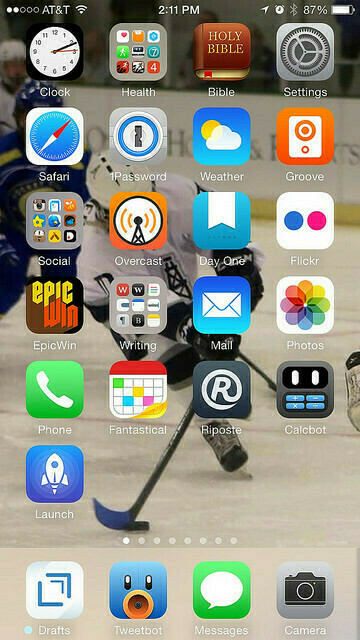 AT&T 2:11 PM 87%
HOLY
BIBLE
Clock Health Bible Settings
Safari 1Password Weather Groove
Social Overcast Day One Flickr
EPIC
WIN
W W
B
EpicWin Writing Mail Photos
R
Phone Fantastical Riposte Calcbot
Launch
Drafts Tweetbot Messages Camera